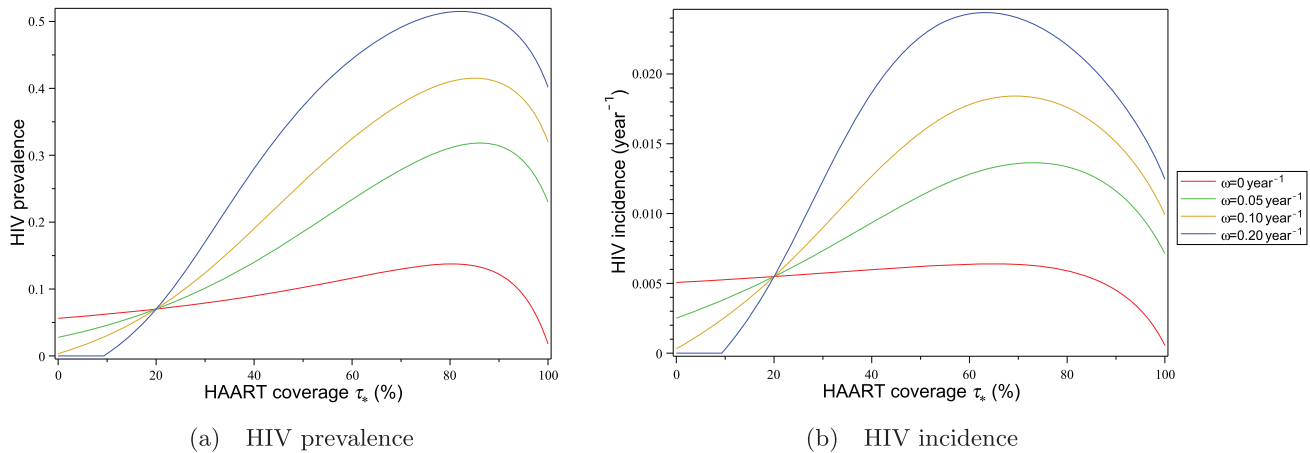 HIV prevalence
0.5
0.4
0.3
0.2
0.1
0
0 20 40 60 80 100
HAART coverage τ* (%)
(a) HIV prevalence
HIV incidence (year⁻¹)
0.020
0.015
0.010
0.005
0
0 20 40 60 80 100
HAART coverage τ* (%)
(b) HIV incidence
ω=0 year⁻¹
ω=0.05 year⁻¹
ω=0.10 year⁻¹
ω=0.20 year⁻¹